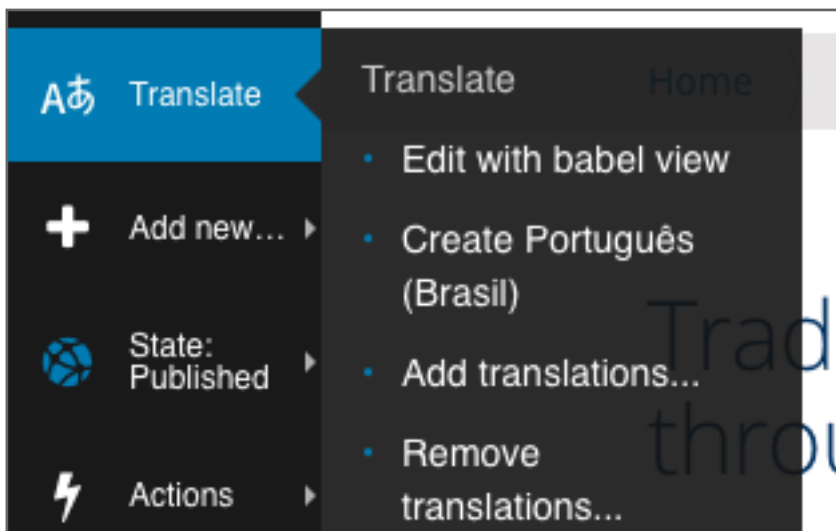 Aあ Translate
Add new...
State:
Published
Actions
Translate
Edit with babel view
Create Português
(Brasil)
Add translations...
Remove
translations...
Home
Trad
throu